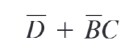 D̅ + B̅C